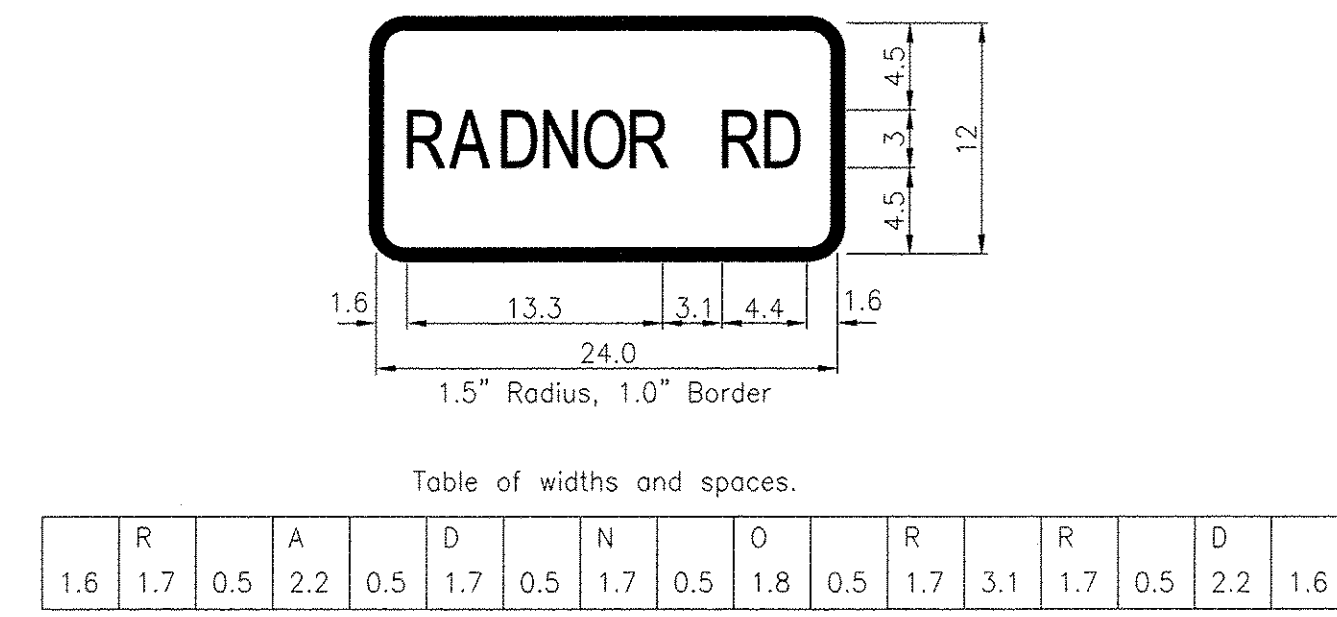 RADNOR RD
4.5
3
12
4.5
1.6 13.3 3.1 4.4 1.6
24.0
1.5" Radius, 1.0" Border
Table of widths and spaces.
R A D N O R R D
1.6 1.7 0.5 2.2 0.5 1.7 0.5 1.7 0.5 1.8 0.5 1.7 3.1 1.7 0.5 2.2 1.6